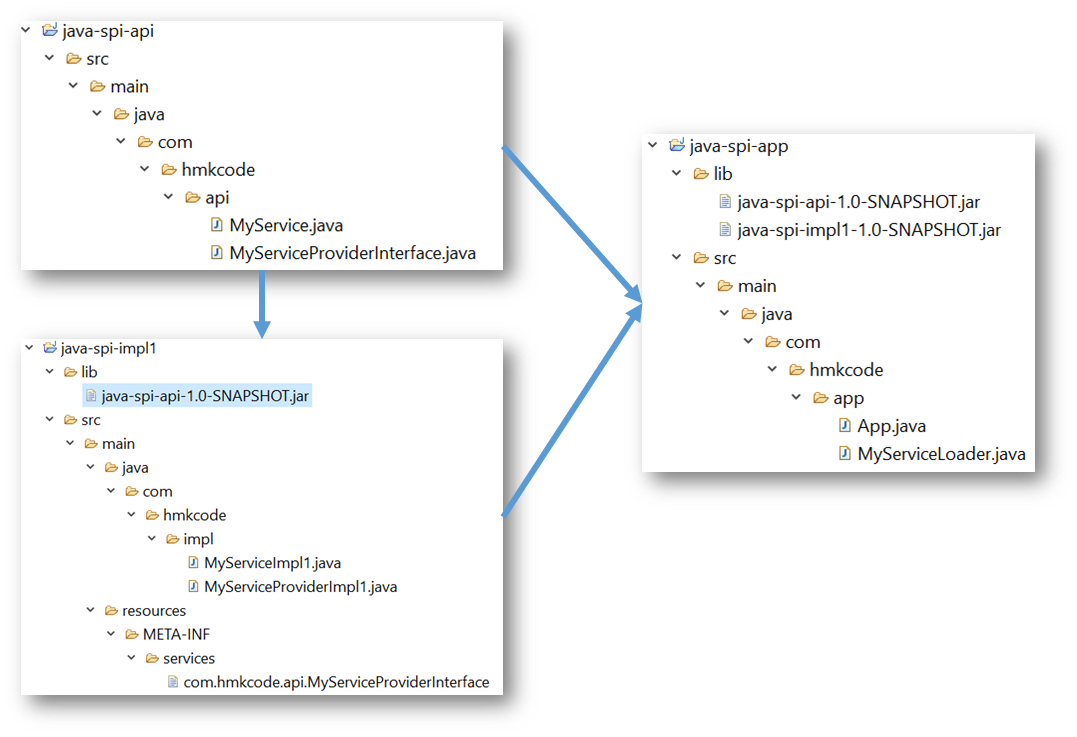 java-spi-api
src
main
java
com
hmkcode
api
MyService.java
MyServiceProviderInterface.java
java-spi-impl1
lib
java-spi-api-1.0-SNAPSHOT.jar
src
main
java
com
hmkcode
impl
MyServiceImpl1.java
MyServiceProviderImpl1.java
resources
META-INF
services
com.hmkcode.api.MyServiceProviderInterface
java-spi-app
lib
java-spi-api-1.0-SNAPSHOT.jar
java-spi-impl1-1.0-SNAPSHOT.jar
src
main
java
com
hmkcode
app
App.java
MyServiceLoader.java